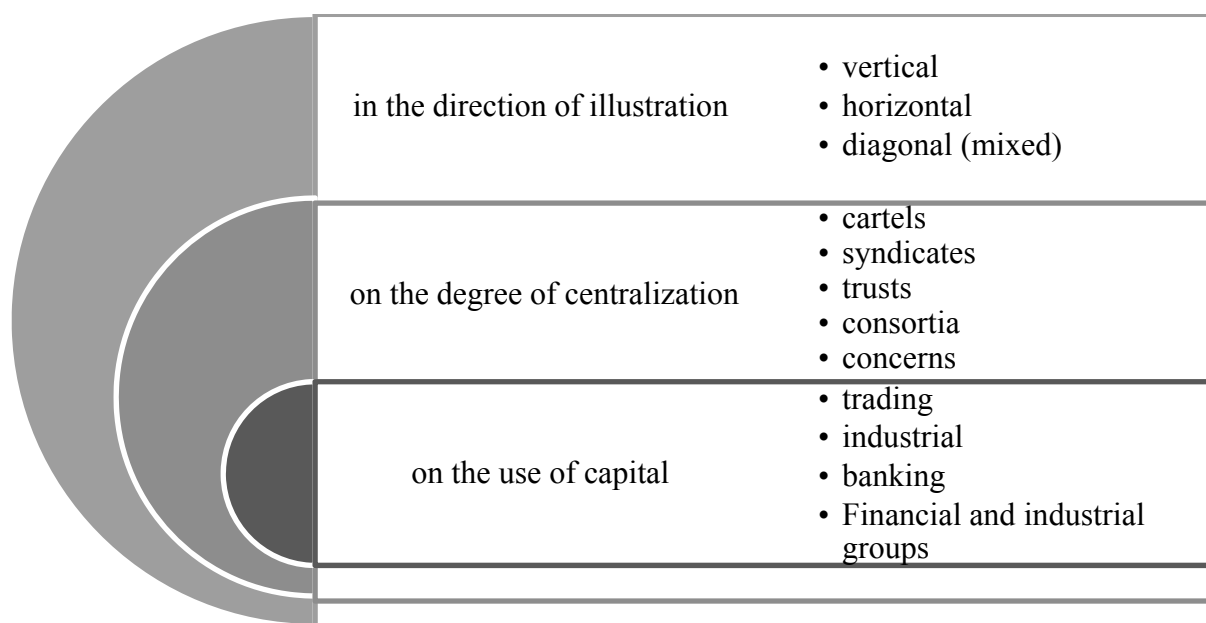 in the direction of illustration
• vertical
• horizontal
• diagonal (mixed)
on the degree of centralization
• cartels
• syndicates
• trusts
• consortia
• concerns
on the use of capital
• trading
• industrial
• banking
• Financial and industrial
groups